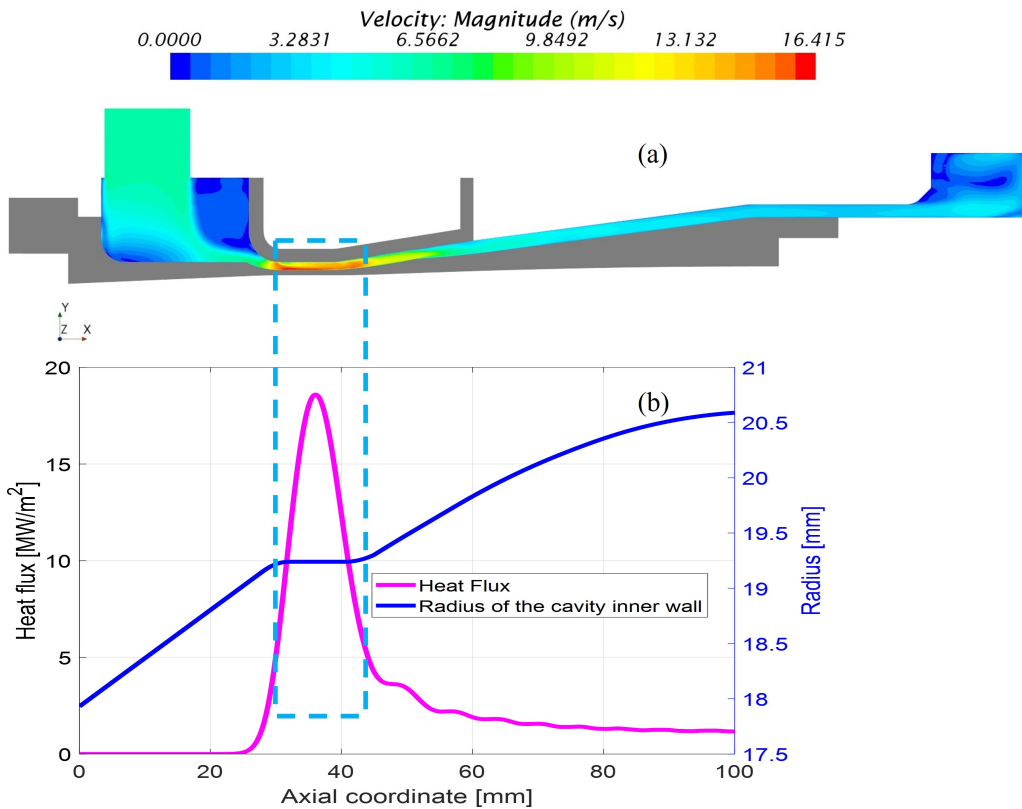 Velocity: Magnitude (m/s)
0.0000 3.2831 6.5662 9.8492 13.132 16.415
(a)
Y
Z X
20 21
(b)
20.5
15 20
Heat flux [MW/m²]
19.5
Radius [mm]
10 19
Heat Flux
Radius of the cavity inner wall
5 18.5
18
0 17.5
0 20 40 60 80 100
Axial coordinate [mm]